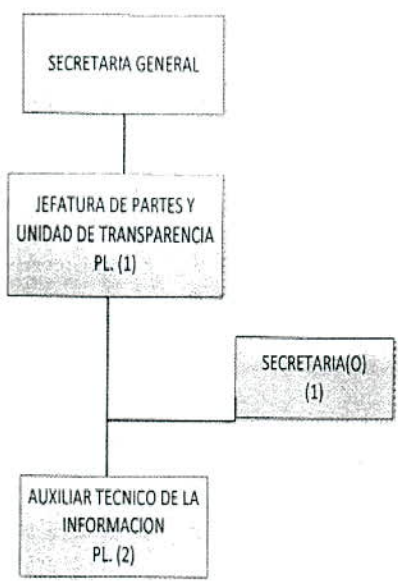 SECRETARIA GENERAL
JEFATURA DE PARTES Y
UNIDAD DE TRANSPARENCIA
PL. (1)
SECRETARIA(O)
(1)
AUXILIAR TECNICO DE LA
INFORMACION
PL. (2)